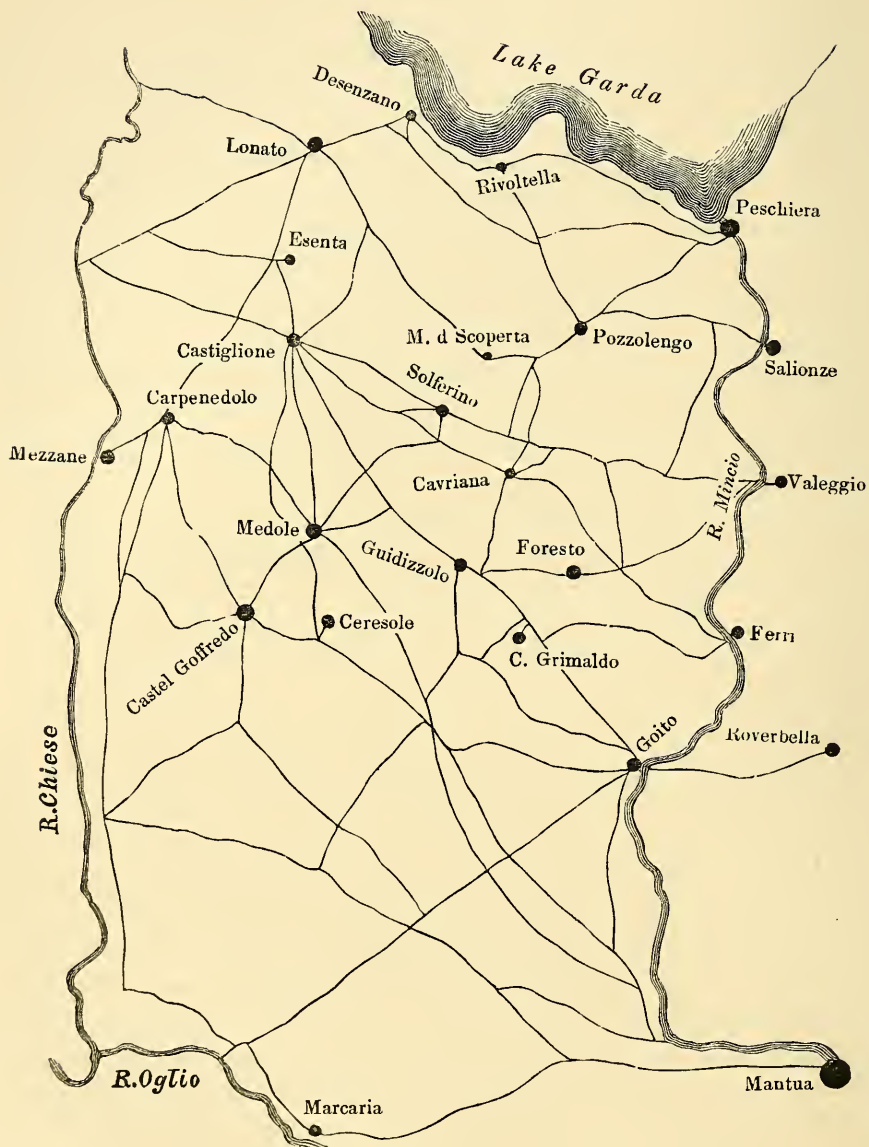 Lake Garda
Desenzano
Lonato
Rivoltella
Peschiera
Esenta
M. d Scoperta
Pozzolengo
Castiglione
Salionze
Solferino
Carpenedolo
Mezzane
Cavriana
R. Mincio
Valeggio
Medole
Guidizzolo
Foresto
Castel Goffredo
Ceresole
C. Grimaldo
Ferri
Goito
Roverbella
R. Chiese
R. Oglio
Mantua
Marcaria